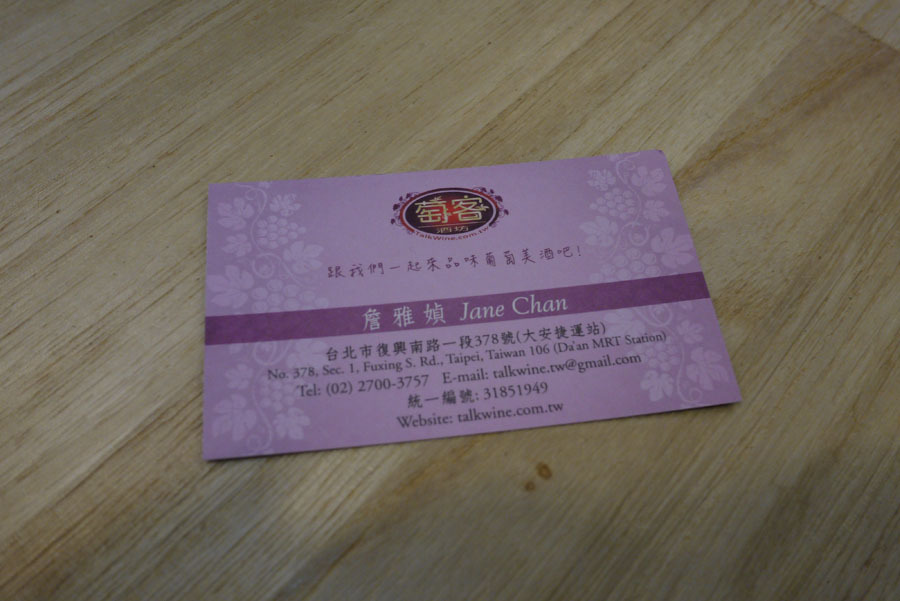 萄客
酒坊
TalkWine.com.tw
跟我們一起來品味葡萄美酒吧!
詹雅媜 Jane Chan
台北市復興南路一段378號(大安捷運站)
No. 378, Sec. 1, Fuxing S. Rd., Taipei, Taiwan 106 (Da'an MRT Station)
Tel: (02) 2700-3757 E-mail: talkwine.tw@gmail.com
統一編號: 31851949
Website: talkwine.com.tw